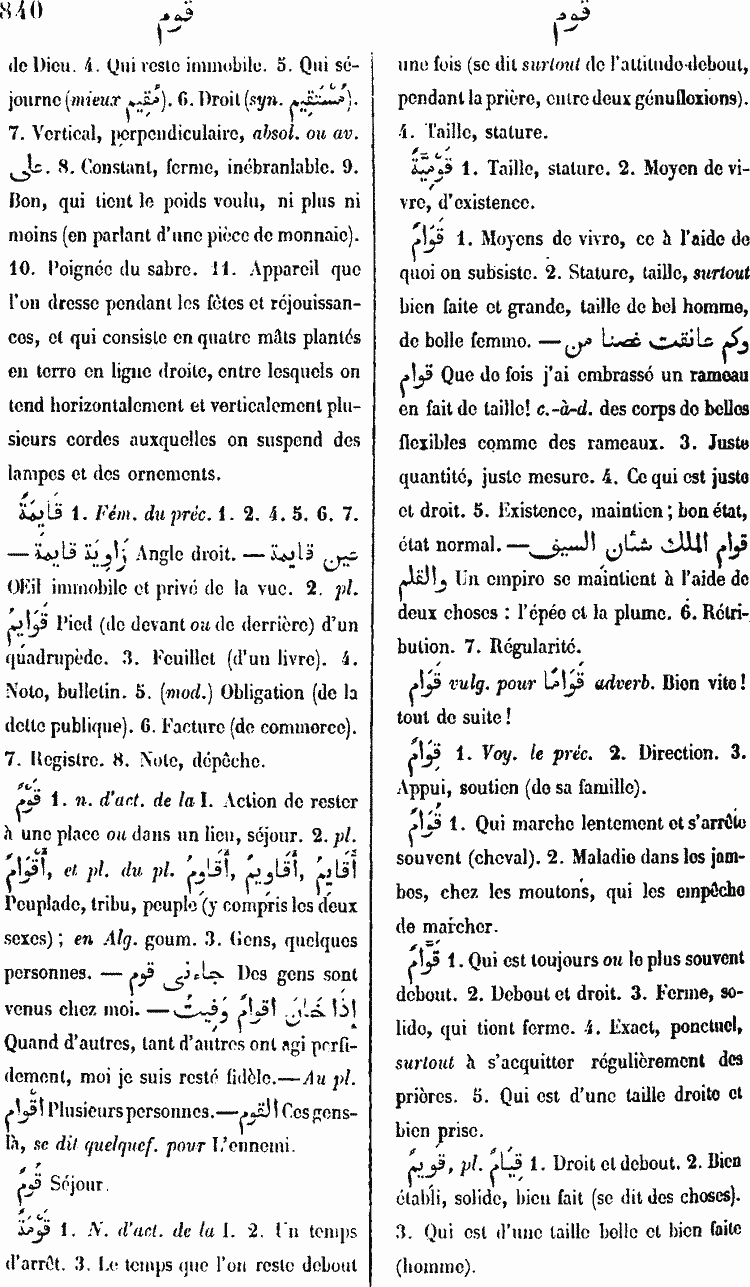 840
قوم
قوم
de Dieu. 4. Qui reste immobile. 5. Qui sé-
journe (mieux مُقِيم). 6. Droit (syn. مُسْتَقِيم).
7. Vertical, perpendiculaire, absol. ou av.
على. 8. Constant, ferme, inébranlable. 9.
Bon, qui tient le poids voulu, ni plus ni
moins (en parlant d'une pièce de monnaie).
10. Poignée du sabre. 11. Appareil que
l'on dresse pendant les fêtes et réjouissan-
ces, et qui consiste en quatre mâts plantés
en terre en ligne droite, entre lesquels on
tend horizontalement et verticalement plu-
sieurs cordes auxquelles on suspend des
lampes et des ornements.
قَايِمَةٌ 1. Fém. du préc. 1. 2. 4. 5. 6. 7.
— زَاوِيَة قايمة Angle droit. — عين قايمة
Œil immobile et privé de la vue. 2. pl.
قَوَايِمُ Pied (de devant ou de derrière) d'un
quadrupède. 3. Feuillet (d'un livre). 4.
Note, bulletin. 5. (mod.) Obligation (de la
dette publique). 6. Facture (de commerce).
7. Registre. 8. Note, dépêche.
قَوْمٌ 1. n. d'act. de la I. Action de rester
à une place ou dans un lieu, séjour. 2. pl.
أَقْوَامٌ, et pl. du pl. أَقَاوِمُ, أَقَاوِيمُ, أَقَايِمُ
Peuplade, tribu, peuple (y compris les deux
sexes); en Alg. goum. 3. Gens, quelques
personnes. — جاءنى قوم Des gens sont
venus chez moi. — إِذَا خَانَ أقوامٌ وَفِيتُ
Quand d'autres, tant d'autres ont agi perfi-
dement, moi je suis resté fidèle.—Au pl.
أقْوام Plusieurs personnes.—القوم Ces gens-
là, se dit quelquef. pour L'ennemi.
قُومٌ Séjour.
قَوْمَةٌ 1. N. d'act. de la I. 2. Un temps
d'arrêt. 3. Le temps que l'on reste debout
une fois (se dit surtout de l'attitude debout,
pendant la prière, entre deux génuflexions).
4. Taille, stature.
قَوْمِيَّةٌ 1. Taille, stature. 2. Moyen de vi-
vre, d'existence.
قَوَامٌ 1. Moyens de vivre, ce à l'aide de
quoi on subsiste. 2. Stature, taille, surtout
bien faite et grande, taille de bel homme,
de belle femme. — وكم عانقت غصنا من
قوام Que de fois j'ai embrassé un rameau
en fait de taille! c.-à-d. des corps de belles
flexibles comme des rameaux. 3. Juste
quantité, juste mesure. 4. Ce qui est juste
et droit. 5. Existence, maintien; bon état,
état normal. — قوام الملك شئان السيف
والقلم Un empire se maintient à l'aide de
deux choses : l'épée et la plume. 6. Rétri-
bution. 7. Régularité.
قَوَام vulg. pour قَوَامًا adverb. Bien vite!
tout de suite!
قِوَامٌ 1. Voy. le préc. 2. Direction. 3.
Appui, soutien (de sa famille).
قُوَامٌ 1. Qui marche lentement et s'arrête
souvent (cheval). 2. Maladie dans les jam-
bes, chez les moutons, qui les empêche
de marcher.
قَوَّامٌ 1. Qui est toujours ou le plus souvent
debout. 2. Debout et droit. 3. Ferme, so-
lide, qui tient ferme. 4. Exact, ponctuel,
surtout à s'acquitter régulièrement des
prières. 5. Qui est d'une taille droite et
bien prise.
قَوِيمٌ, pl. قِيَامٌ 1. Droit et debout. 2. Bien
établi, solide, bien fait (se dit des choses).
3. Qui est d'une taille belle et bien faite
(homme).